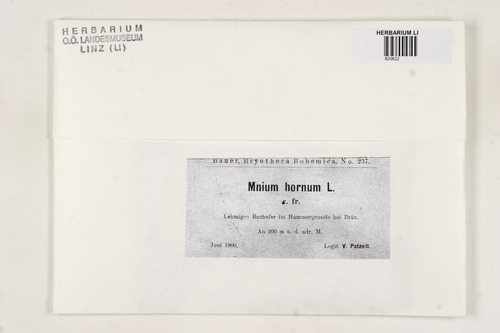 HERBARIUM
O.Ö. LANDESMUSEUM
LINZ (LI)
HERBARIUM LI
820622
Bauer, Bryotheca Bohemica, No. 237.
Mnium hornum L.
c. fr.
Lehmiges Bachufer im Hammergrunde bei Brüx.
An 300 m ü. d. adr. M.
Juni 1900. Legit V. Patzelt.